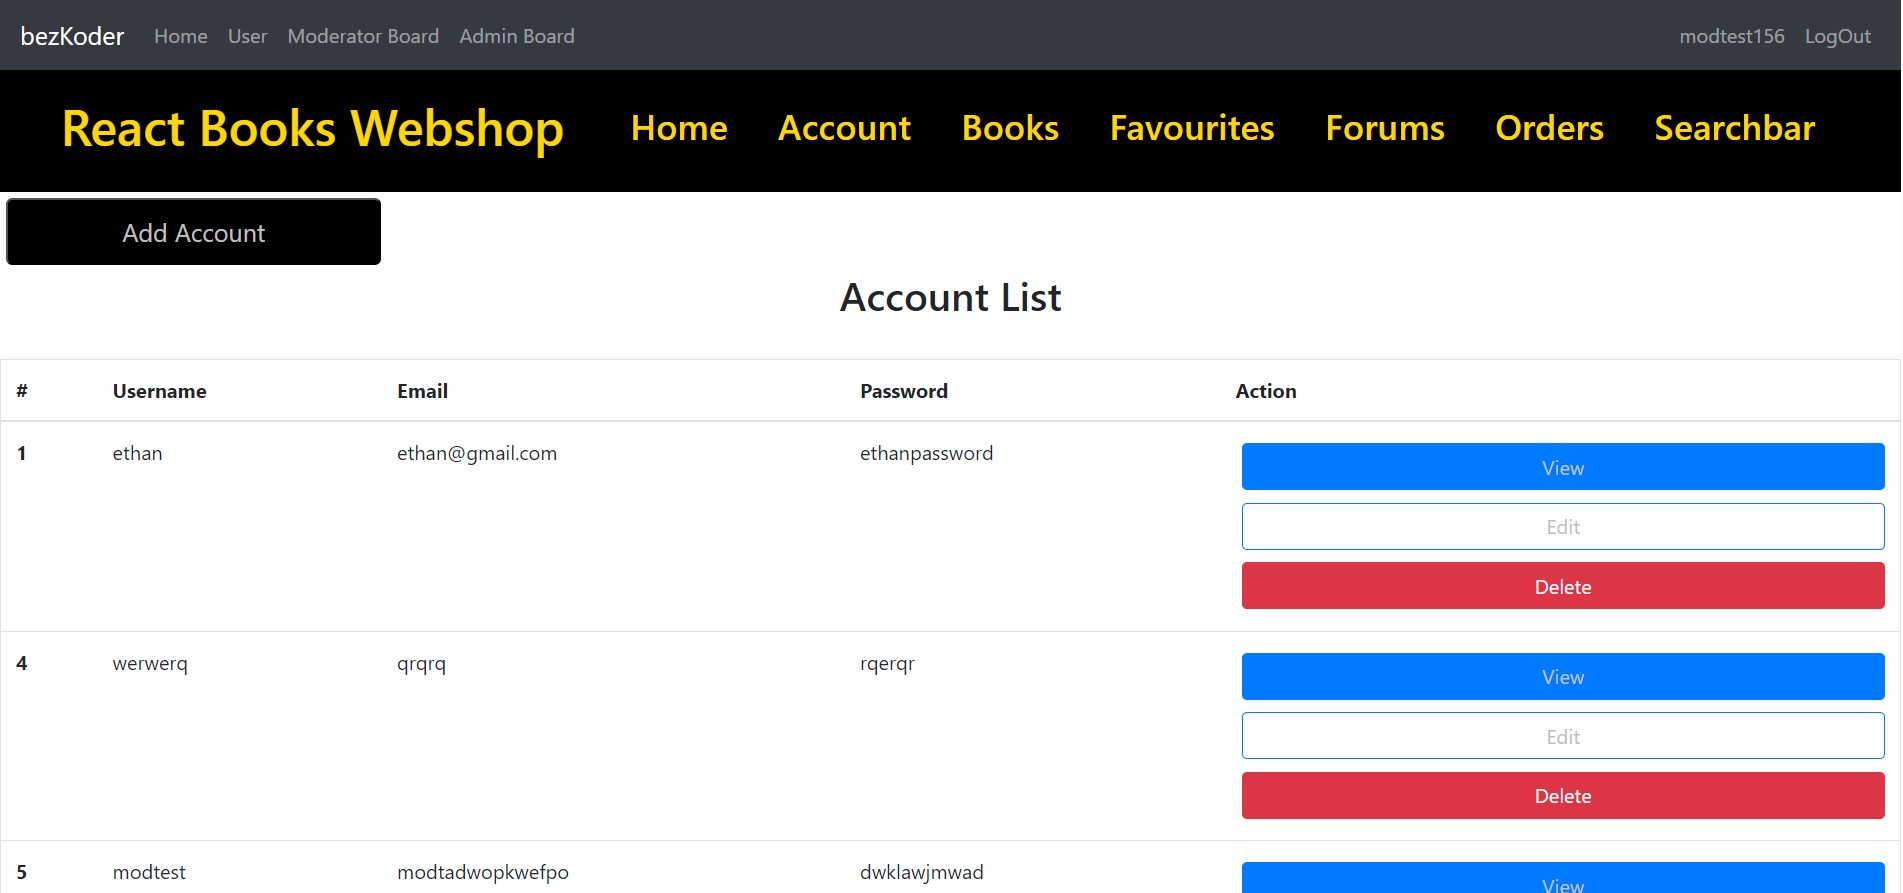 bezKoder Home User Moderator Board Admin Board modtest156 LogOut
React Books Webshop Home Account Books Favourites Forums Orders Searchbar
Add Account
Account List
# Username Email Password Action
1 ethan ethan@gmail.com ethanpassword View
Edit
Delete
4 werwerq qrqrq rqerqr View
Edit
Delete
5 modtest modtadwopkwefpo dwklawjmwad View